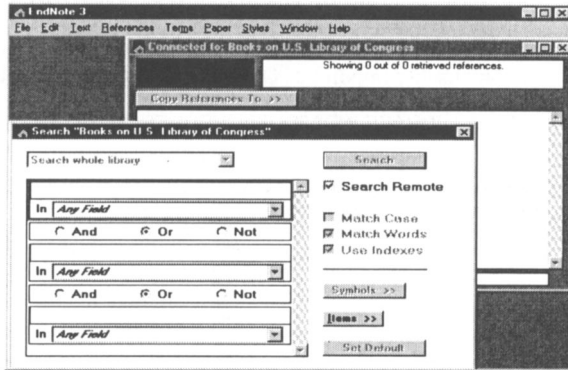 EndNote 3
File Edit Text References Terms Paper Styles Window Help
Connected to: Books on U.S. Library of Congress
Showing 0 out of 0 retrieved references.
Copy References To >>
Search "Books on U.S. Library of Congress"
Search whole library
Search
Search Remote
In Any Field
Match Case
And Or Not
Match Words
Use Indexes
In Any Field
Symbols >>
And Or Not
Items >>
In Any Field
Set Default